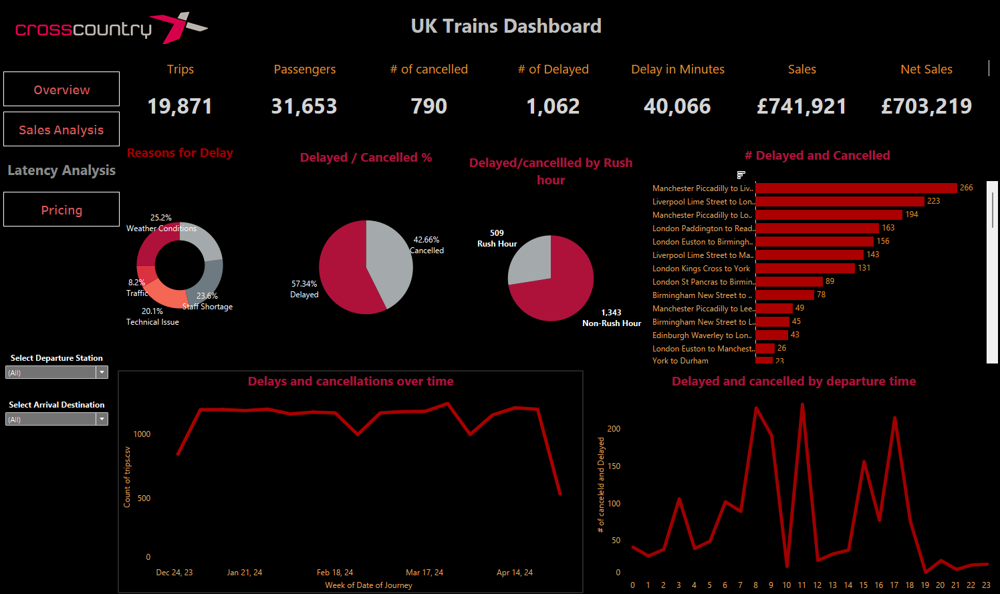 crosscountry
UK Trains Dashboard
Trips
Passengers
# of cancelled
# of Delayed
Delay in Minutes
Sales
Net Sales
19,871
31,653
790
1,062
40,066
£741,921
£703,219
Overview
Sales Analysis
Latency Analysis
Pricing
Select Departure Station
(All)
Select Arrival Destination
(All)
Reasons for Delay
25.2%
Weather Conditions
8.2%
Traffic
23.6%
Staff Shortage
20.1%
Technical Issue
Delayed / Cancelled %
42.66%
Cancelled
57.34%
Delayed
Delayed/cancellled by Rush
hour
509
Rush Hour
1,343
Non-Rush Hour
# Delayed and Cancelled
Manchester Piccadilly to Liv.. 266
Liverpool Lime Street to Lon.. 223
Manchester Piccadilly to Lo.. 194
London Paddington to Read.. 163
London Euston to Birmingh.. 156
Liverpool Lime Street to Ma.. 143
London Kings Cross to York 131
London St Pancras to Birmin.. 89
Birmingham New Street to .. 78
Manchester Piccadilly to Lee.. 49
Birmingham New Street to L.. 45
Edinburgh Waverley to Lon.. 43
London Euston to Manchest.. 26
York to Durham 23
Delays and cancellations over time
Count of trips.csv
1000
500
0
Dec 24, 23
Jan 21, 24
Feb 18, 24
Mar 17, 24
Apr 14, 24
Week of Date of Journey
Delayed and cancelled by departure time
# of canceleld and Delayed
200
150
100
50
0
0 1 2 3 4 5 6 7 8 9 10 11 12 13 14 15 16 17 18 19 20 21 22 23